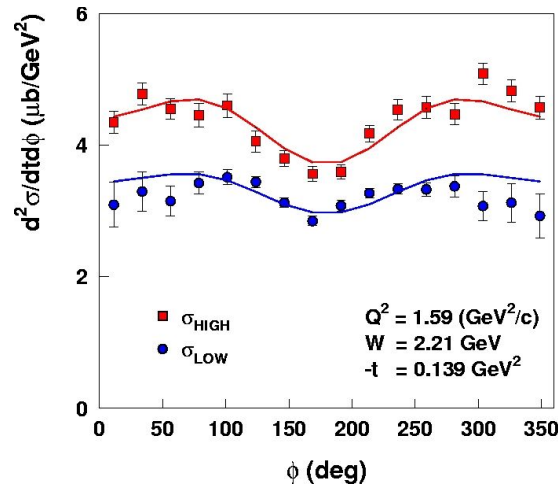 d²σ/dtdϕ (μb/GeV²)
6
4
2
0
σHIGH
σLOW
Q² = 1.59 (GeV²/c)
W = 2.21 GeV
-t = 0.139 GeV²
0 50 100 150 200 250 300 350
ϕ (deg)